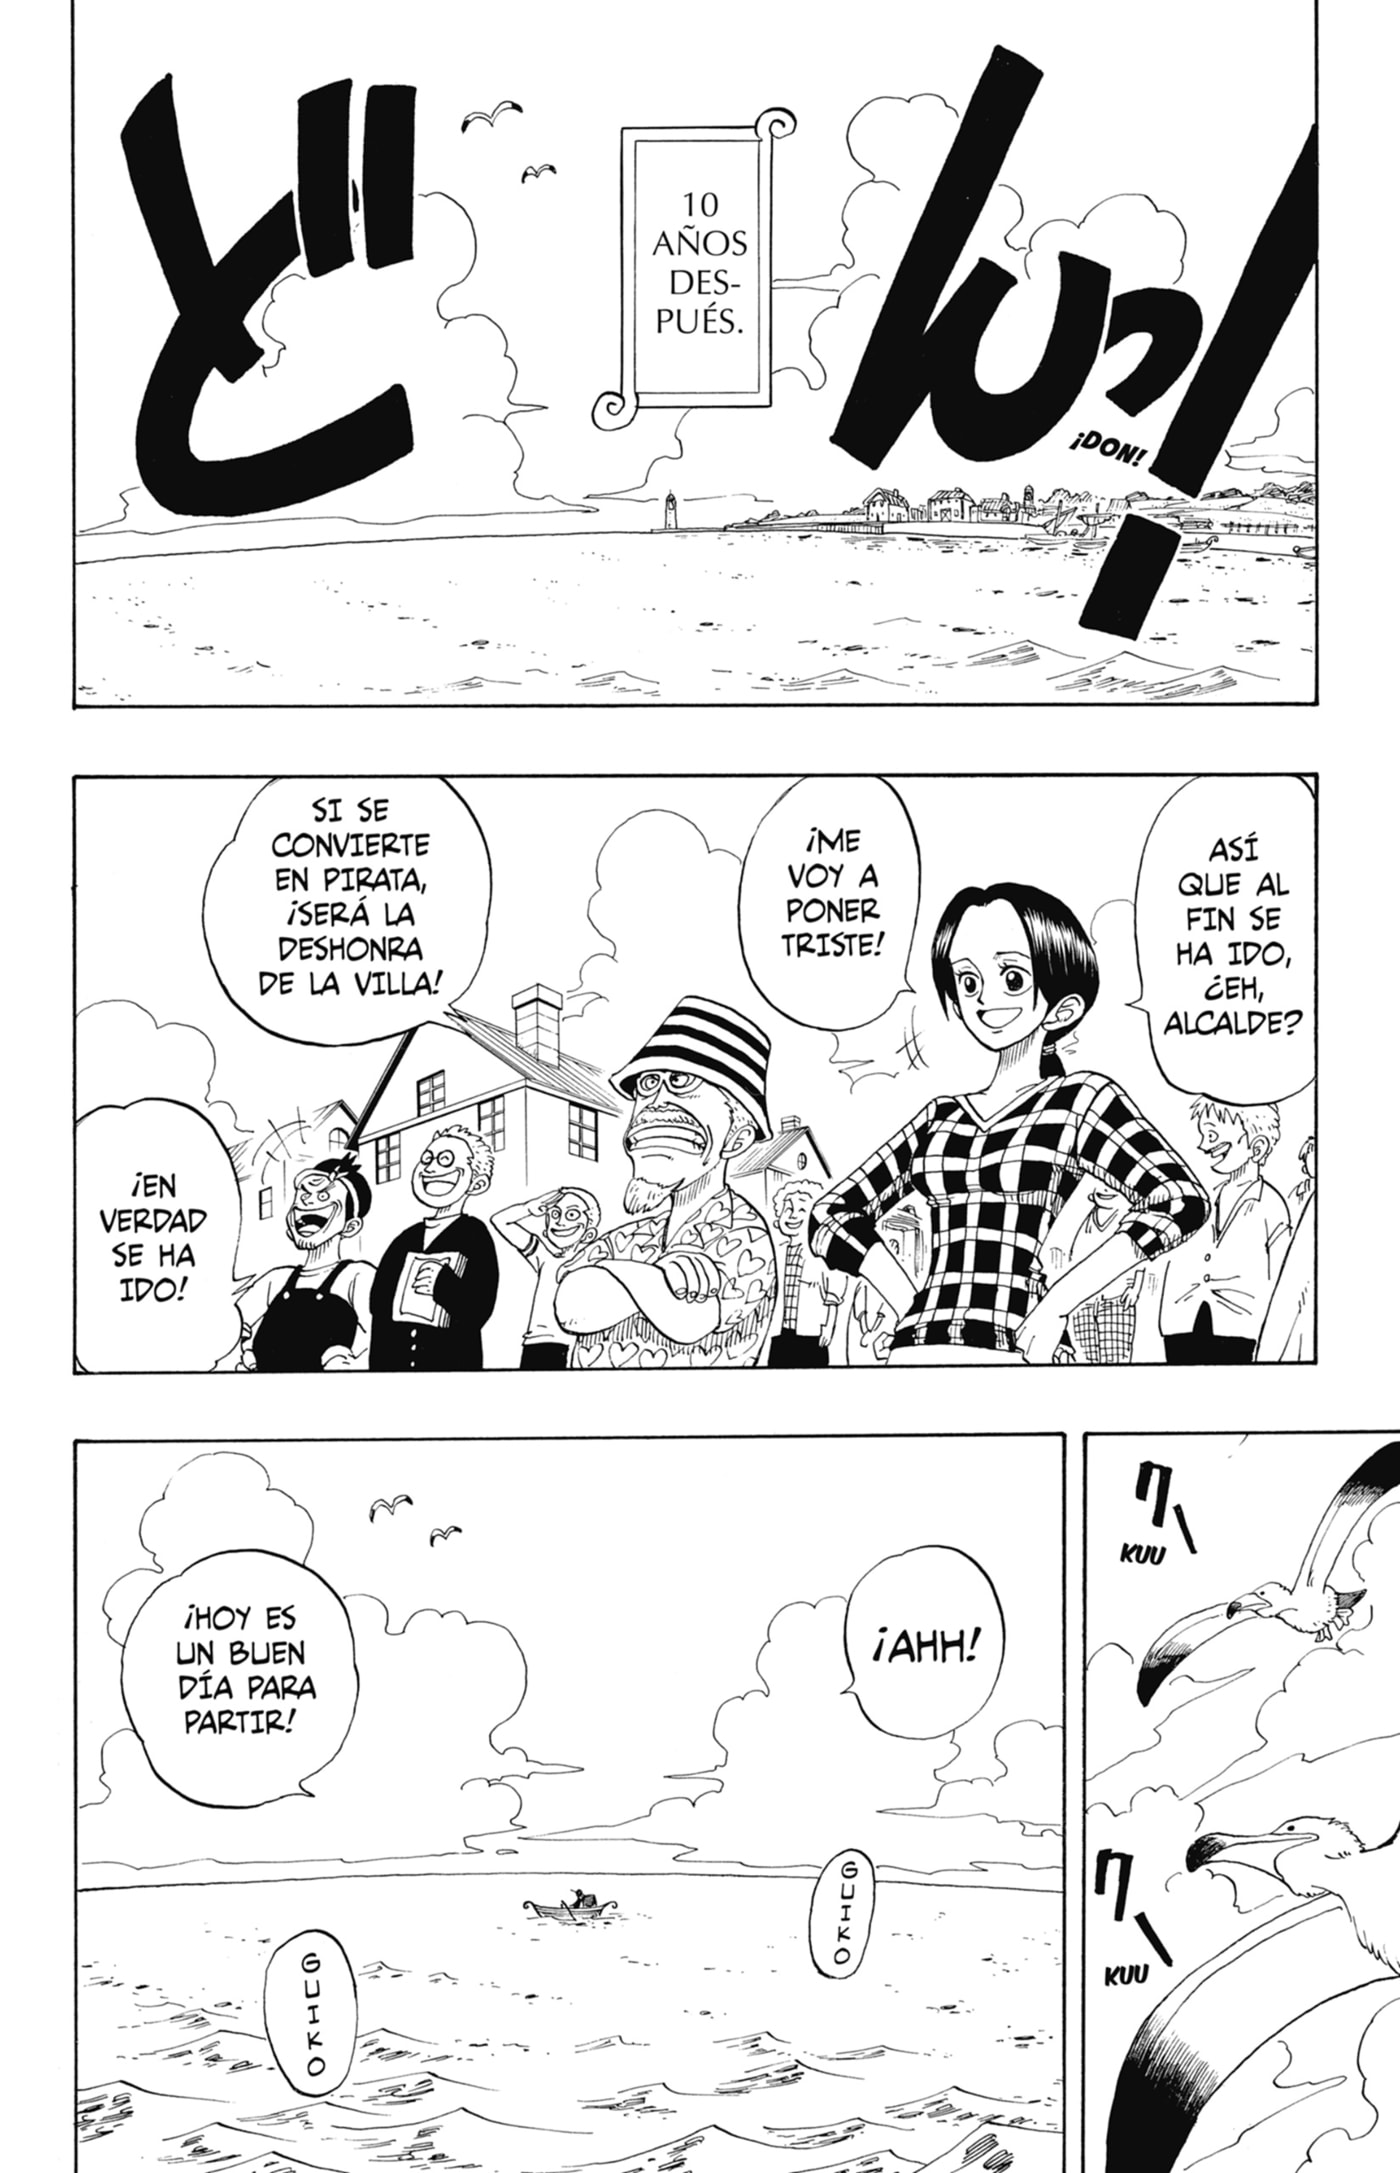 どんっ!
10
AÑOS
DES-
PUÉS.
¡DON!
ASÍ
QUE AL
FIN SE
HA IDO,
¿EH,
ALCALDE?
¡ME
VOY A
PONER
TRISTE!
SI SE
CONVIERTE
EN PIRATA,
¡SERÁ LA
DESHONRA
DE LA VILLA!
¡EN
VERDAD
SE HA
IDO!
クー
KUU
クー
KUU
¡AHH!
¡HOY ES
UN BUEN
DÍA PARA
PARTIR!
GUIKO
GUIKO